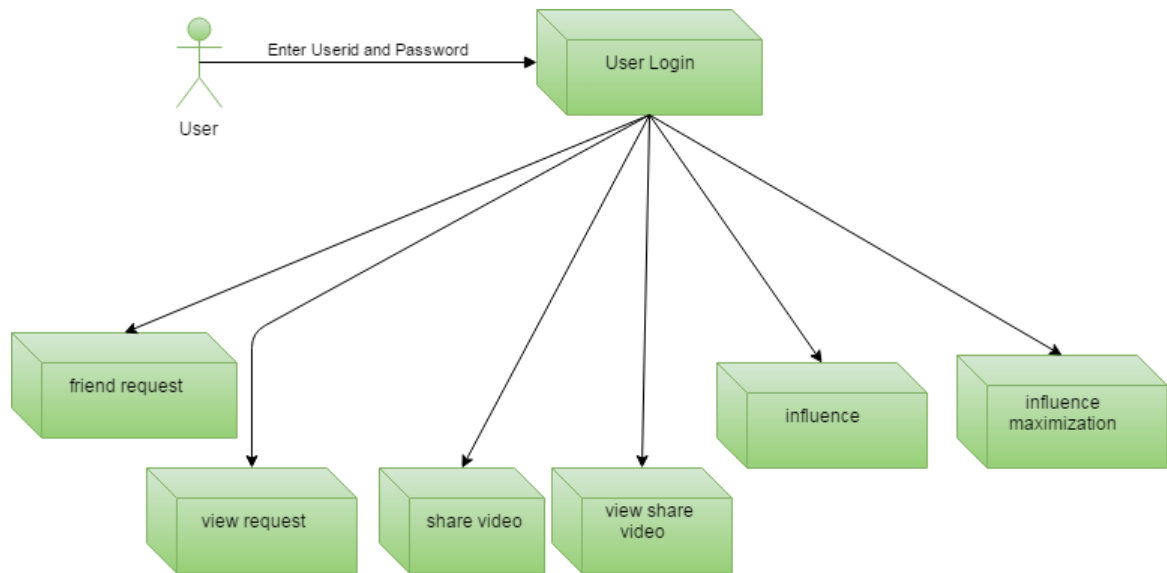 Enter Userid and Password
User Login
User
friend request
influence
influence
maximization
view request
share video
view share
video